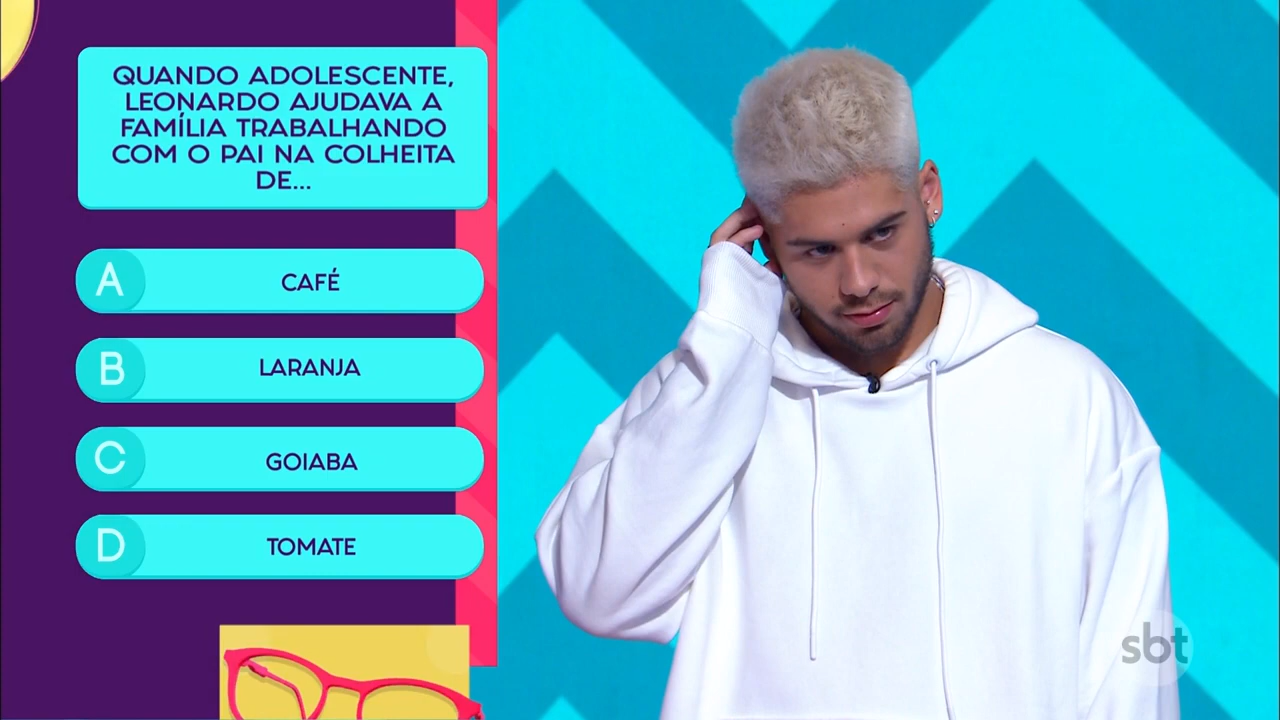 QUANDO ADOLESCENTE,
LEONARDO AJUDAVA A
FAMÍLIA TRABALHANDO
COM O PAI NA COLHEITA
DE...
A CAFÉ
B LARANJA
C GOIABA
D TOMATE
sbt